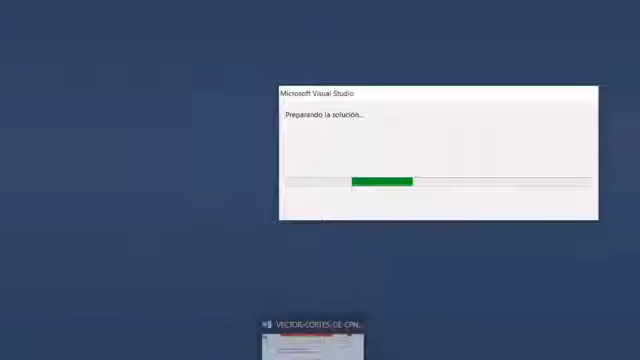 Microsoft Visual Studio
Preparando la solución...
VECTOR-CORTES-DE-CPN...